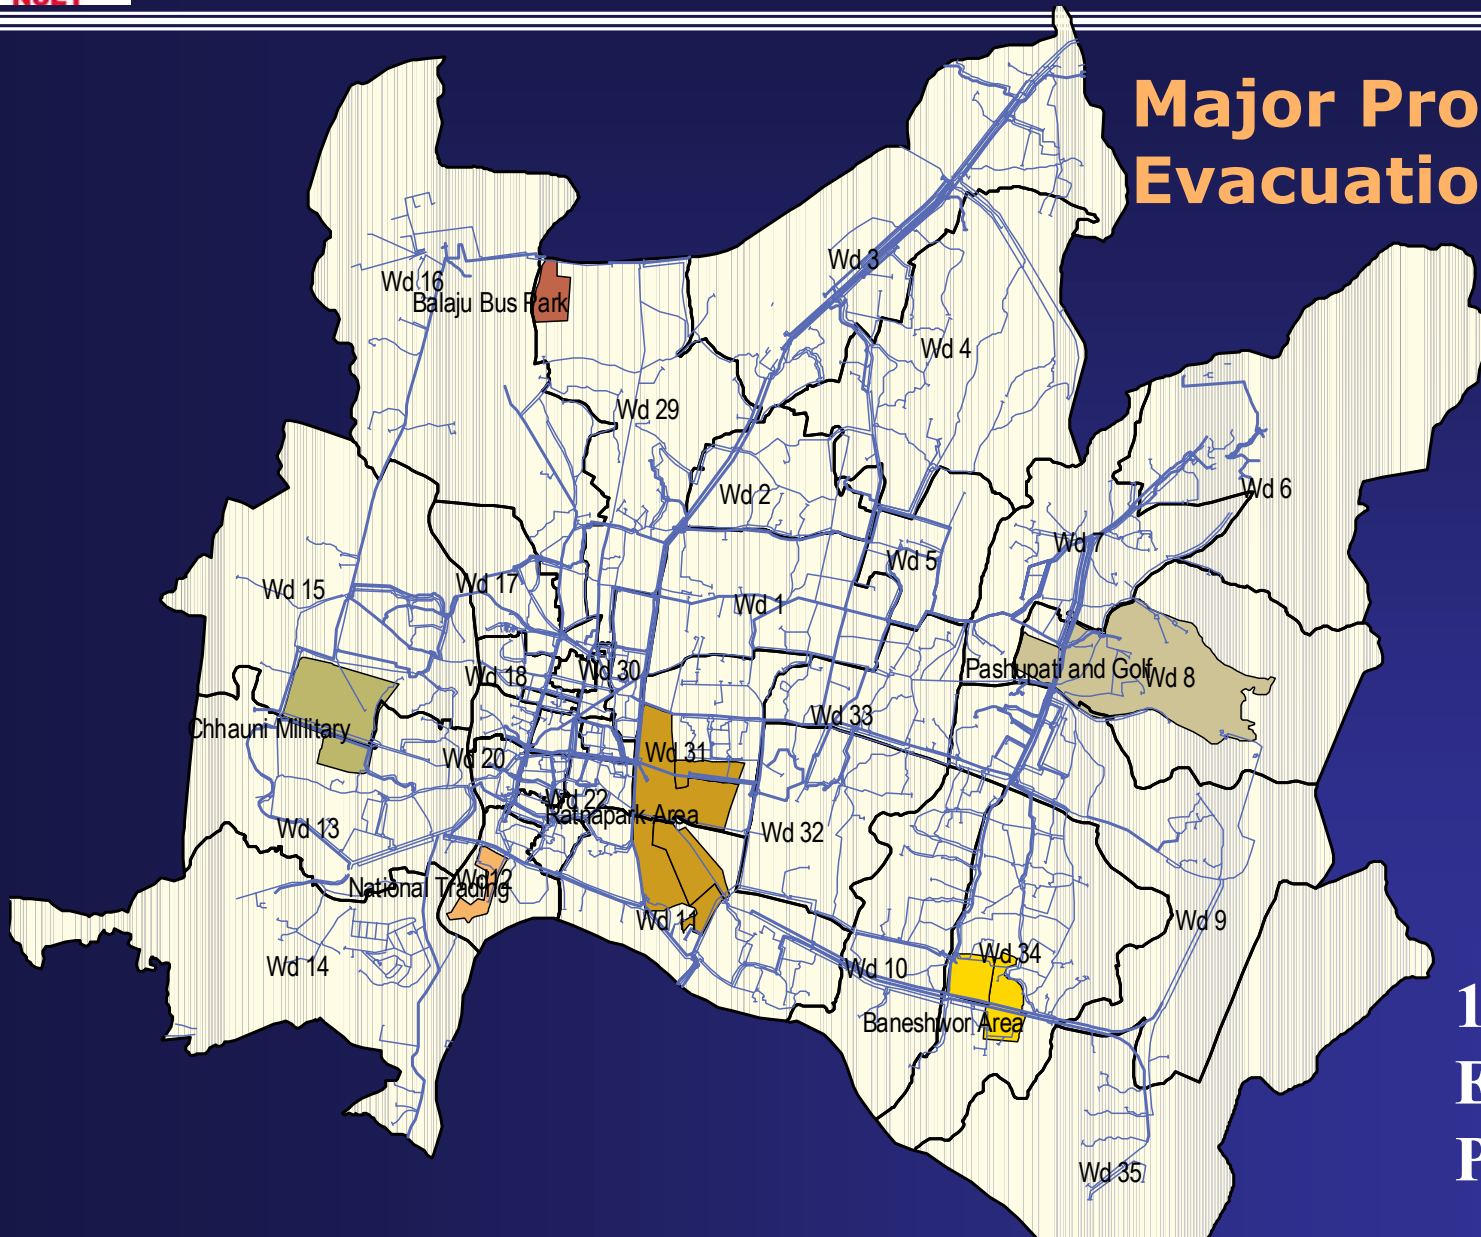 NSET
Major Pro
Evacuatio
Wd 3
Wd 16
Balaju Bus Park
Wd 4
Wd 29
Wd 2
Wd 6
Wd 7
Wd 5
Wd 15
Wd 17
Wd 1
Wd 18
Wd 30
Pashupati and Golf
Wd 8
Wd 33
Chhauni Millitary
Wd 31
Wd 20
Wd 22
Ratnapark Area
Wd 13
Wd 32
Wd 12
National Trading
Wd 11
Wd 9
Wd 34
Wd 14
Wd 10
Baneshwor Area
Wd 35
1
E
P